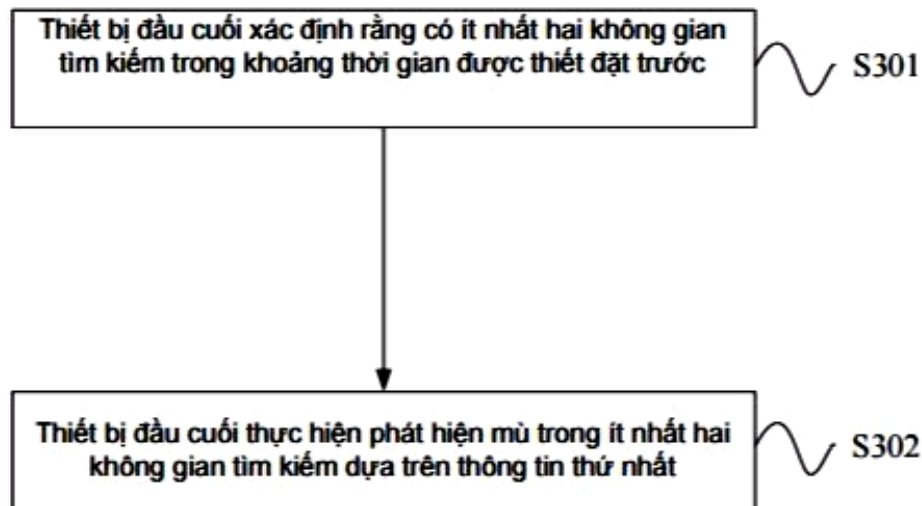 Thiết bị đầu cuối xác định rằng có ít nhất hai không gian
tìm kiếm trong khoảng thời gian được thiết đặt trước
S301
Thiết bị đầu cuối thực hiện phát hiện mù trong ít nhất hai
không gian tìm kiếm dựa trên thông tin thứ nhất
S302